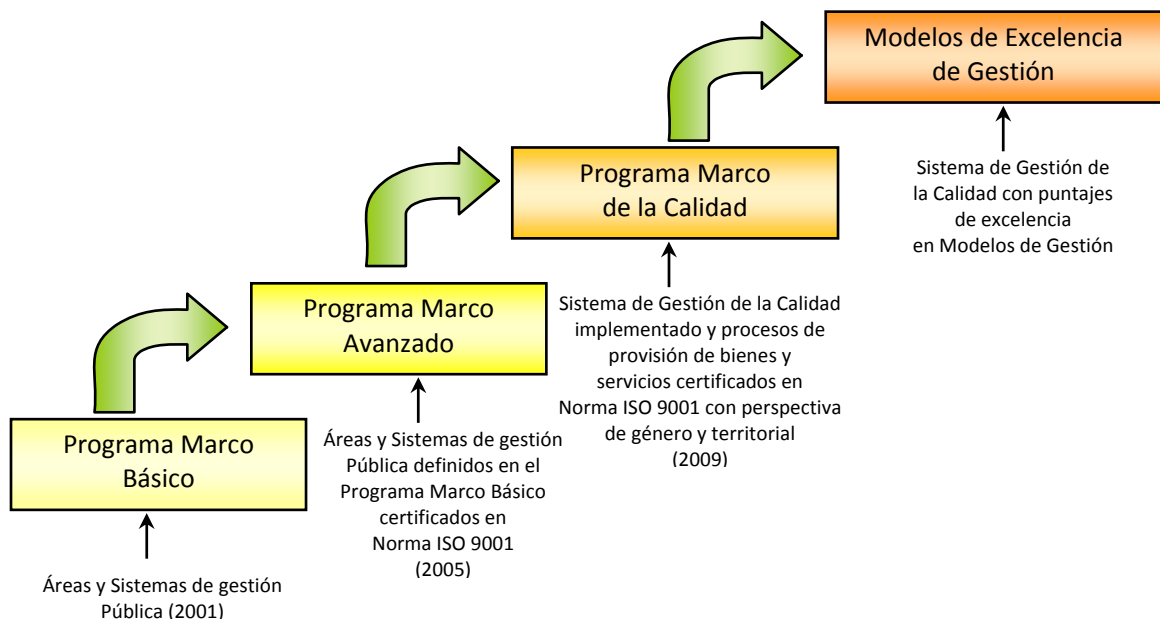 Modelos de Excelencia
de Gestión
Sistema de Gestión de
la Calidad con puntajes
de excelencia
en Modelos de Gestión
Programa Marco
de la Calidad
Sistema de Gestión de la Calidad
implementado y procesos de
provisión de bienes y
servicios certificados en
Norma ISO 9001 con perspectiva
de género y territorial
(2009)
Programa Marco
Avanzado
Áreas y Sistemas de gestión
Pública definidos en el
Programa Marco Básico
certificados en
Norma ISO 9001
(2005)
Programa Marco
Básico
Áreas y Sistemas de gestión
Pública (2001)